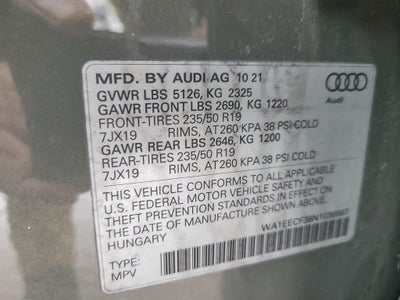 MFD. BY AUDI AG 10 21
GVWR LBS 5126, KG 2325
GAWR FRONT LBS 2690, KG 1220
FRONT-TIRES 235/50 R19
7JX19 RIMS, AT260 KPA 38 PSI COLD
GAWR REAR LBS 2646, KG 1200
REAR-TIRES 235/50 R19
7JX19 RIMS, AT260 KPA 38 PSI COLD
THIS VEHICLE CONFORMS TO ALL APPLICABLE
U.S. FEDERAL MOTOR VEHICLE SAFETY, BUMPER, AND
THEFT PREVENTION STANDARDS IN EFFECT ON
THE DATE OF MANUFACTURE SHOWN ABOVE.
HUNGARY
TYPE:
MPV
Audi